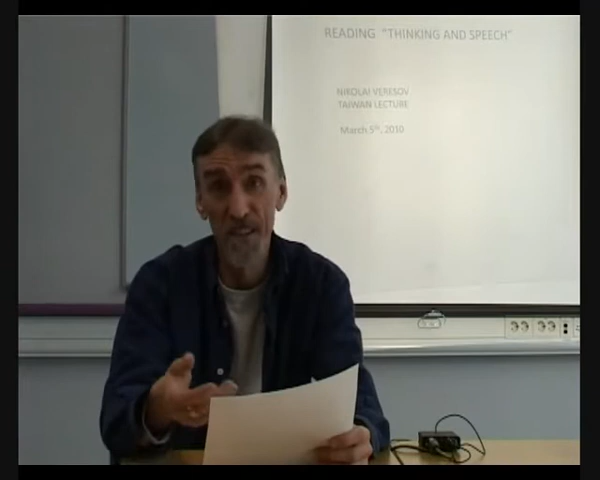 READING "THINKING AND SPEECH"
NIKOLAI VERESOV
TAIWAN LECTURE
March 5th, 2010